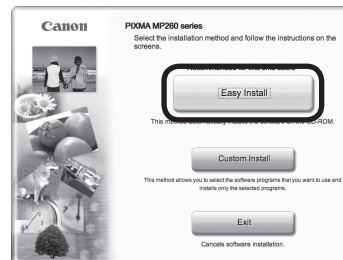 Canon
PIXMA MP260 series
Select the installation method and follow the instructions on the
screens.
Easy Install
This method automatically installs the software on the CD-ROM.
Custom Install
This method allows you to select the software programs that you want to use and
installs only the selected programs.
Exit
Cancels software installation.